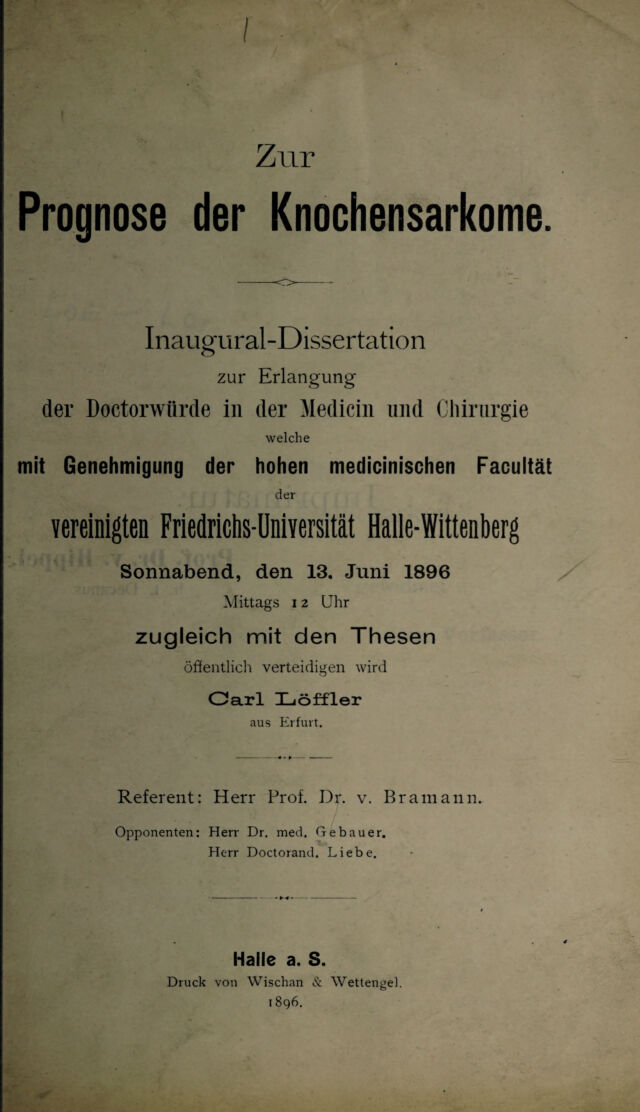 Zur
Prognose der Knochensarkome.
Inaugural-Dissertation
zur Erlangung
der Doctorwürde in der Medicin und Chirurgie
welche
mit Genehmigung der hohen medicinischen Facultät
der
vereinigten Friedrichs-Universität Halle-Wittenberg
Sonnabend, den 13. Juni 1896
Mittags 12 Uhr
zugleich mit den Thesen
öffentlich verteidigen wird
Carl Löffler
aus Erfurt.
Referent: Herr Prof. Dr. v. Bramann.
Opponenten: Herr Dr. med. Gebauer.
Herr Doctorand. Liebe.
Halle a. S.
Druck von Wischan & Wettengel.
1896.